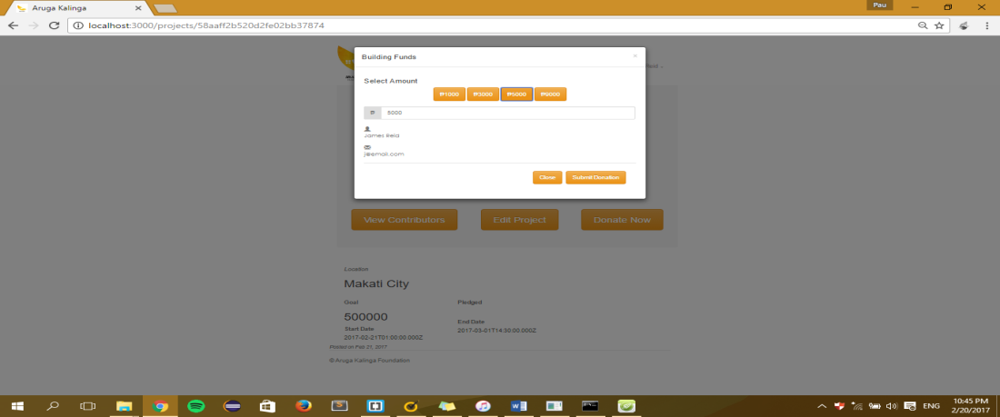 Aruga Kalinga
Pau
localhost:3000/projects/58aaff2b520d2fe02bb37874
Building Funds
×
Select Amount
₱1000 ₱3000 ₱5000 ₱9000
₱ 5000
James Reid
j@email.com
Close Submit Donation
View Contributors Edit Project Donate Now
Location
Makati City
Goal Pledged
500000
Start Date End Date
2017-02-21T01:00:00.000Z 2017-03-01T14:30:00.000Z
Posted on Feb 21, 2017
© Aruga Kalinga Foundation
ENG
10:45 PM
2/20/2017